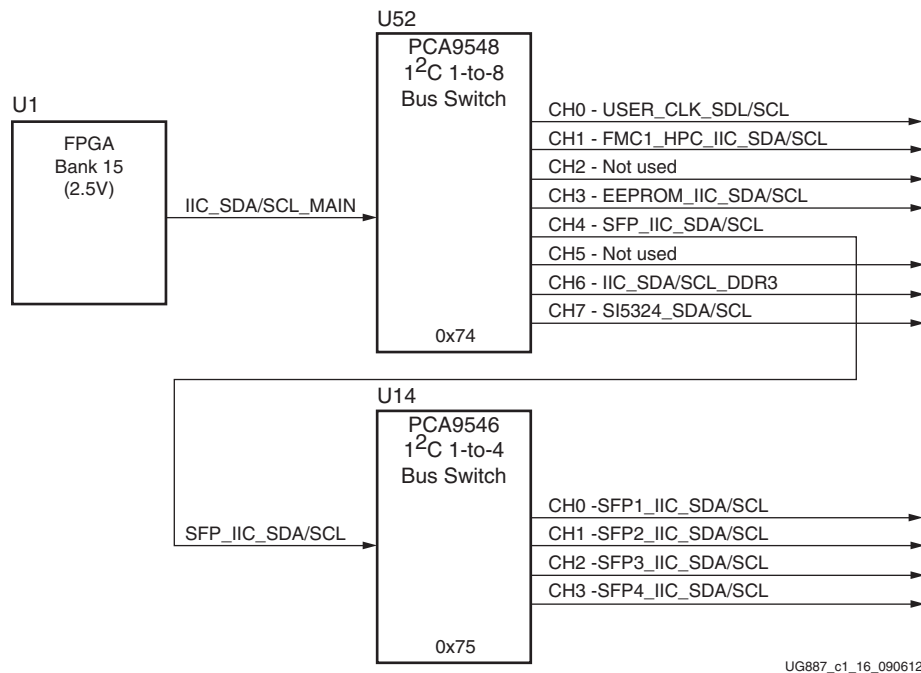 U52
PCA9548
1²C 1-to-8
Bus Switch
U1
FPGA
Bank 15
(2.5V)
IIC_SDA/SCL_MAIN
CH0 - USER_CLK_SDL/SCL
CH1 - FMC1_HPC_IIC_SDA/SCL
CH2 - Not used
CH3 - EEPROM_IIC_SDA/SCL
CH4 - SFP_IIC_SDA/SCL
CH5 - Not used
CH6 - IIC_SDA/SCL_DDR3
CH7 - SI5324_SDA/SCL
0x74
U14
PCA9546
1²C 1-to-4
Bus Switch
SFP_IIC_SDA/SCL
CH0 -SFP1_IIC_SDA/SCL
CH1 -SFP2_IIC_SDA/SCL
CH2 -SFP3_IIC_SDA/SCL
CH3 -SFP4_IIC_SDA/SCL
0x75
UG887_c1_16_090612